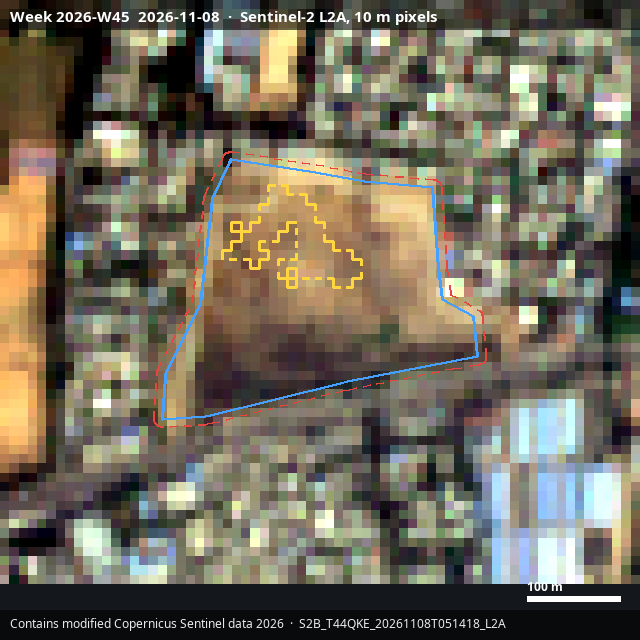 Week 2026-W45  2026-11-08  ·  Sentinel-2 L2A, 10 m pixels
100 m
Contains modified Copernicus Sentinel data 2026  ·  S2B_T44QKE_20261108T051418_L2A